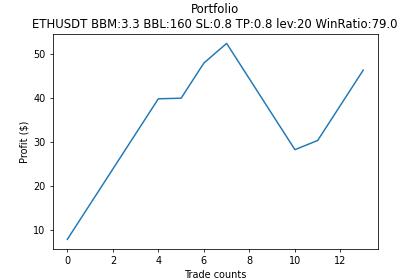 Portfolio
ETHUSDT BBM:3.3 BBL:160 SL:0.8 TP:0.8 lev:20 WinRatio:79.0
Profit ($)
50
40
30
20
10
0 2 4 6 8 10 12
Trade counts